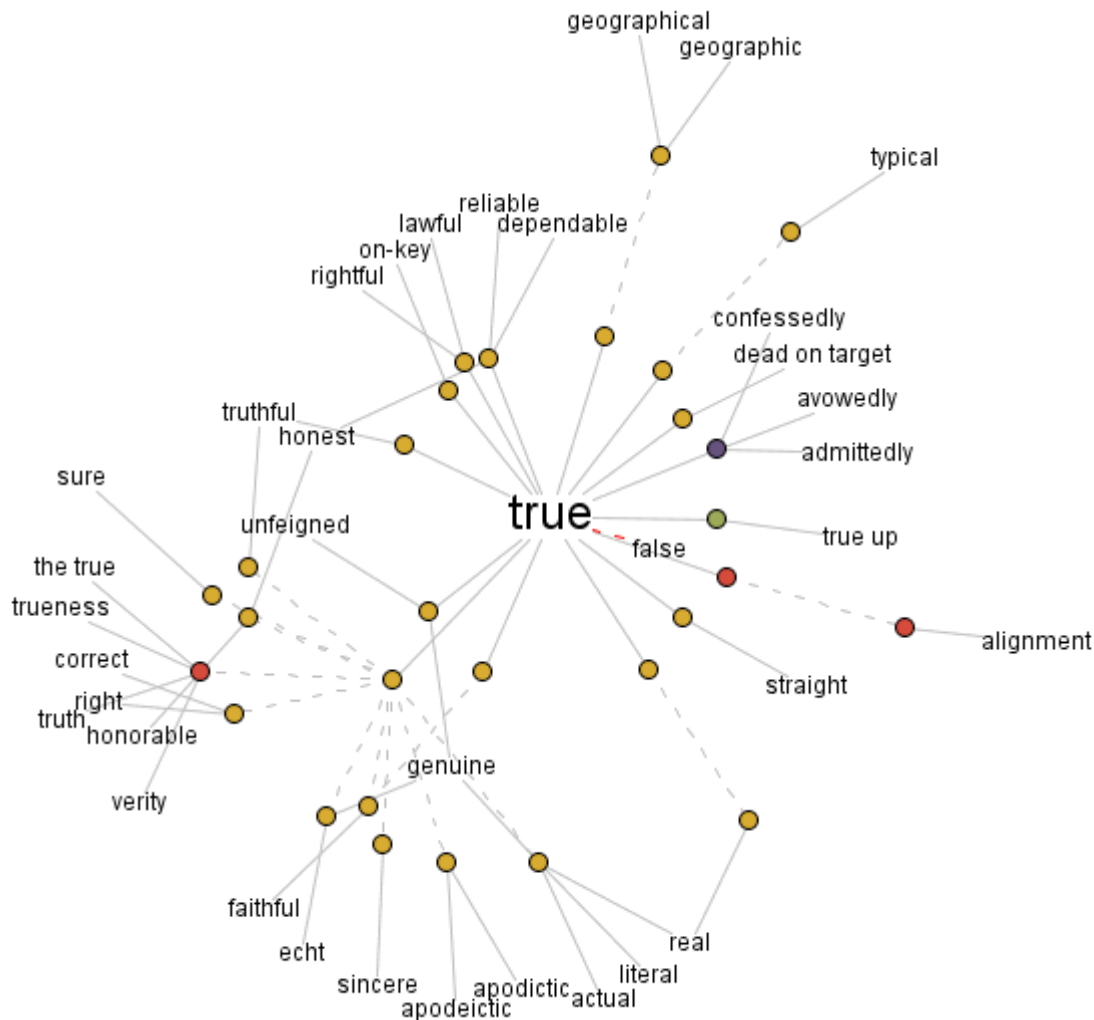 geographical
geographic
typical
reliable
lawful
dependable
on-key
rightful
confessedly
dead on target
avowedly
truthful
honest
admittedly
sure
true
unfeigned
true up
false
the true
trueness
alignment
correct
straight
right
truth
honorable
genuine
verity
faithful
real
echt
literal
sincere
apodictic
actual
apodeictic